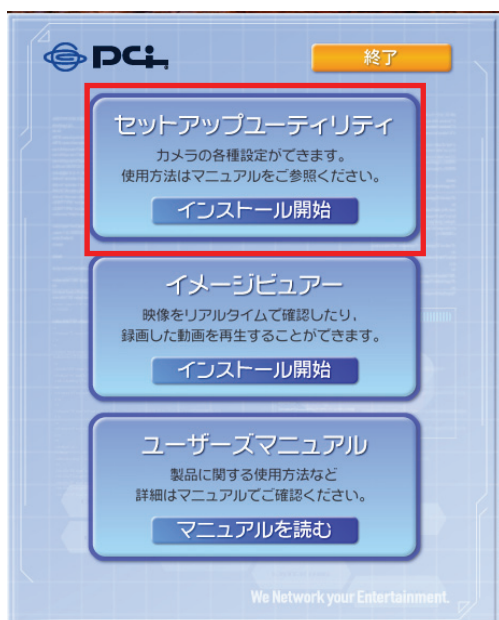 PCi
終了
セットアップユーティリティ
カメラの各種設定ができます。
使用方法はマニュアルをご参照ください。
インストール開始
イメージビュアー
映像をリアルタイムで確認したり、
録画した動画を再生することができます。
インストール開始
ユーザーズマニュアル
製品に関する使用方法など
詳細はマニュアルでご確認ください。
マニュアルを読む
We Network your Entertainment.